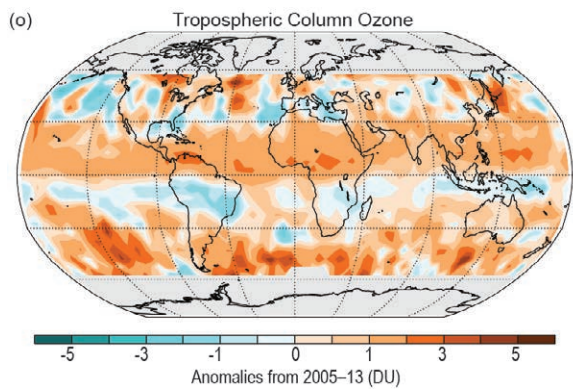 (o) Tropospheric Column Ozone
-5 -3 -1 0 1 3 5
Anomalies from 2005–13 (DU)